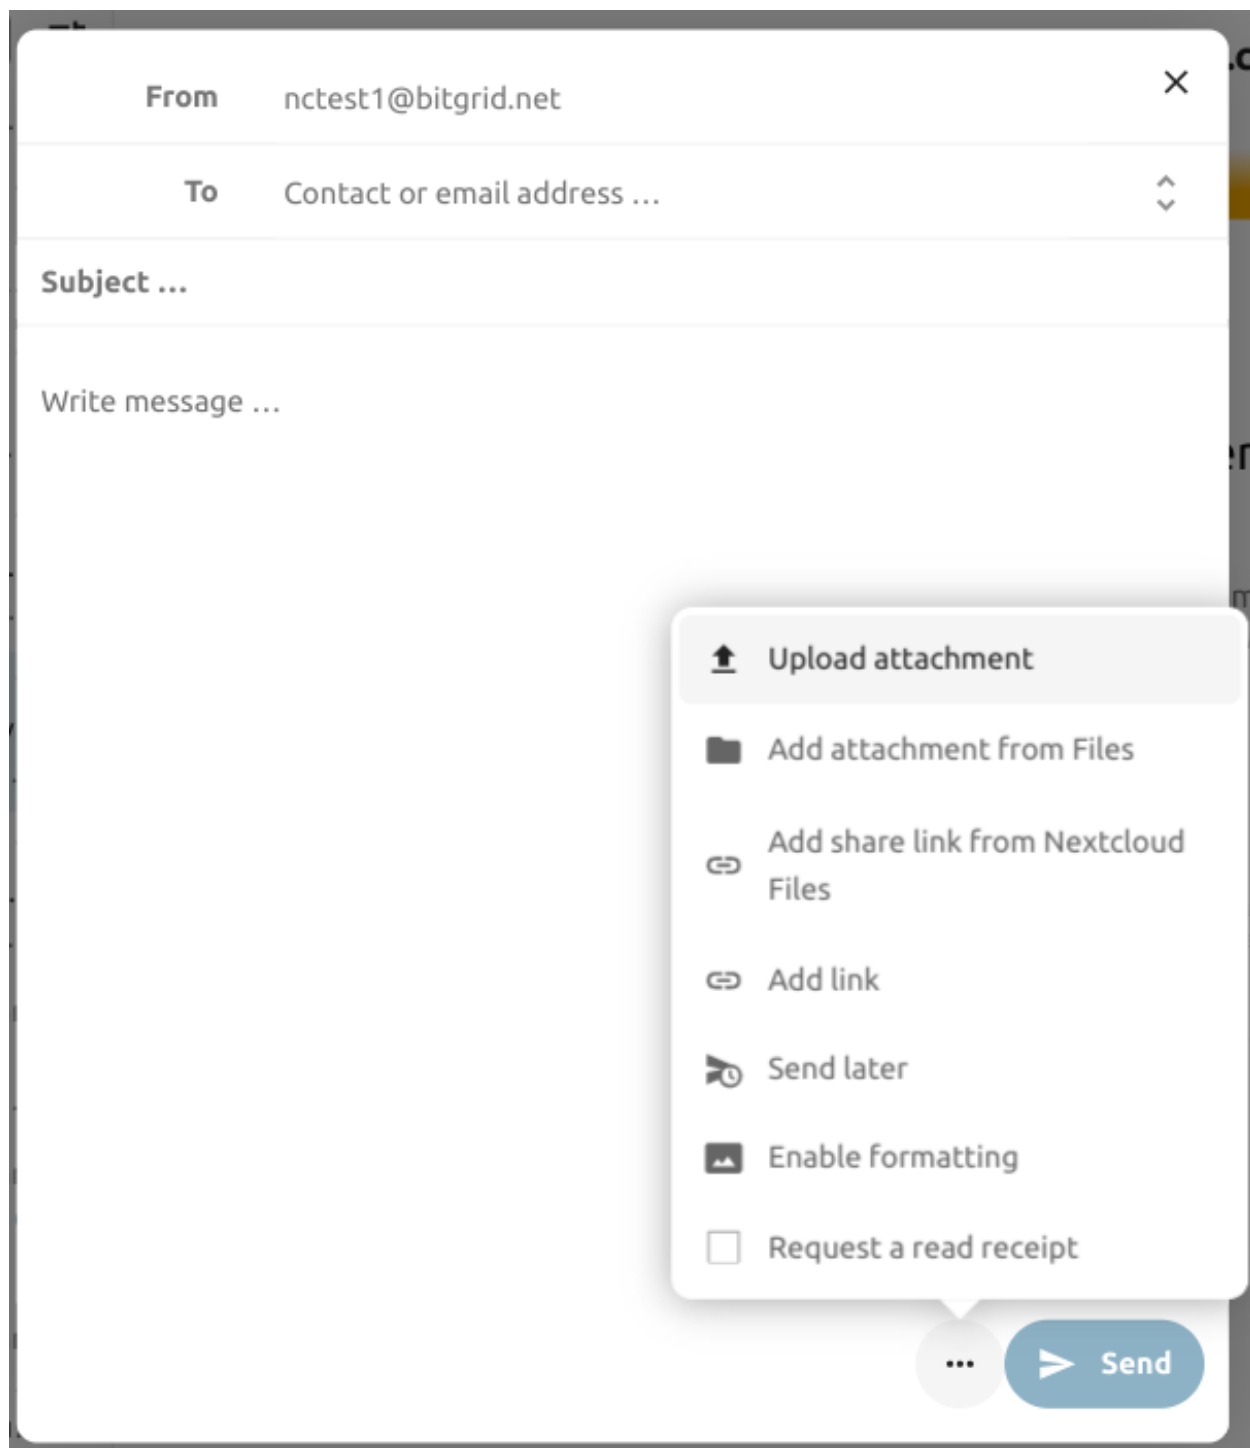 From nctest1@bitgrid.net
To Contact or email address …
Subject …
Write message …
Upload attachment
Add attachment from Files
Add share link from Nextcloud
Files
Add link
Send later
Enable formatting
Request a read receipt
Send